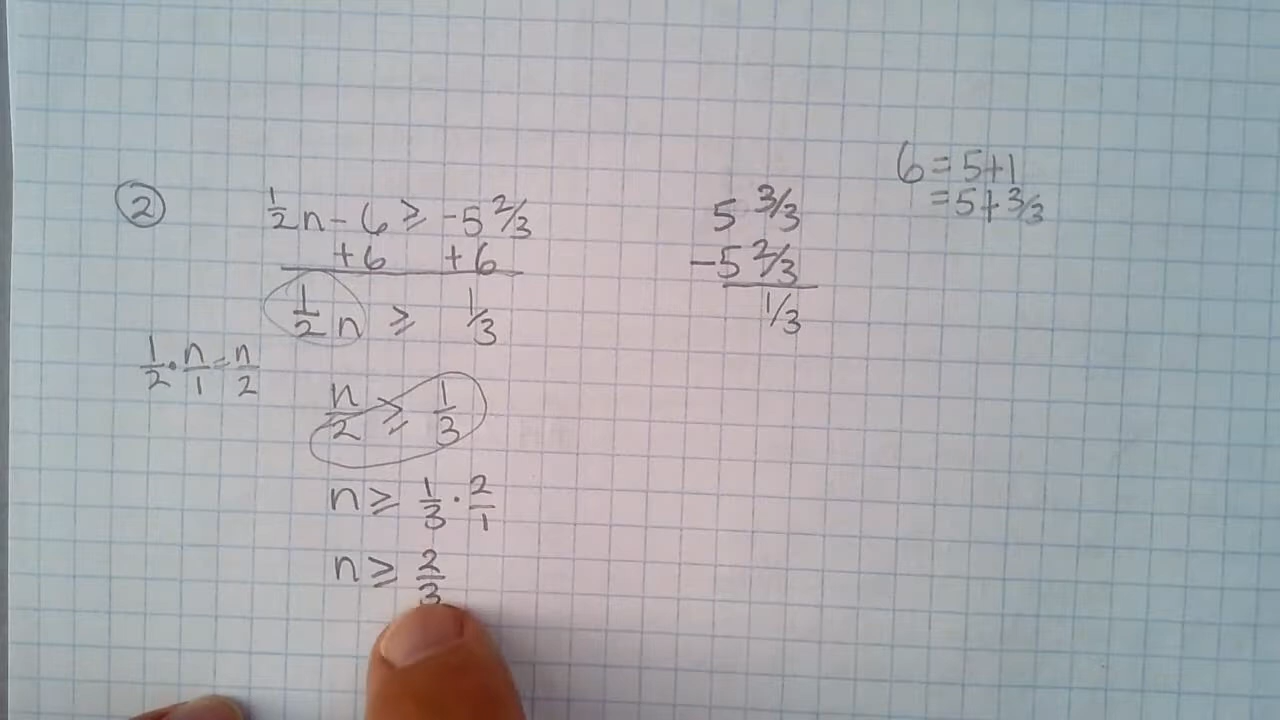 ②
½n - 6 ≥ -5 2/3
+6 +6
½n ≥ 1/3
1/2 · n/1 = n/2
n/2 ≥ 1/3
n ≥ 1/3 · 2/1
n ≥ 2/3
5 3/3
-5 2/3
1/3
6 = 5+1
= 5+3/3